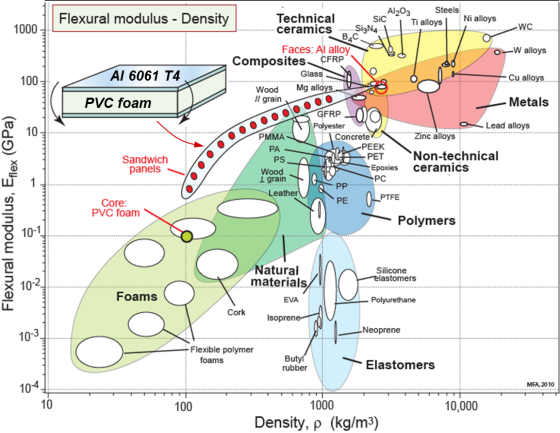 Flexural modulus - Density
Al 6061 T4
PVC foam
Sandwich
panels
Core:
PVC foam
Faces: Al alloy
Technical
ceramics
Composites
Metals
Non-technical
ceramics
Polymers
Natural
materials
Foams
Elastomers
B4C
Si3N4
SiC
Al2O3
Ti alloys
Steels
Ni alloys
WC
W alloys
Cu alloys
Lead alloys
Zinc alloys
CFRP
Glass
Mg alloys
GFRP
Polyester
Concrete
Wood
// grain
PMMA
PA
PS
Wood
⊥ grain
Leather
PEEK
PET
Epoxies
PC
PP
PE
PTFE
Cork
Flexible polymer
foams
EVA
Isoprene
Butyl
rubber
Silicone
elastomers
Polyurethane
Neoprene
MFA, 2010
Flexural modulus, Eflex (GPa)
1000
100
10
1
10-1
10-2
10-3
10-4
10
100
1000
10,000
Density, ρ (kg/m3)